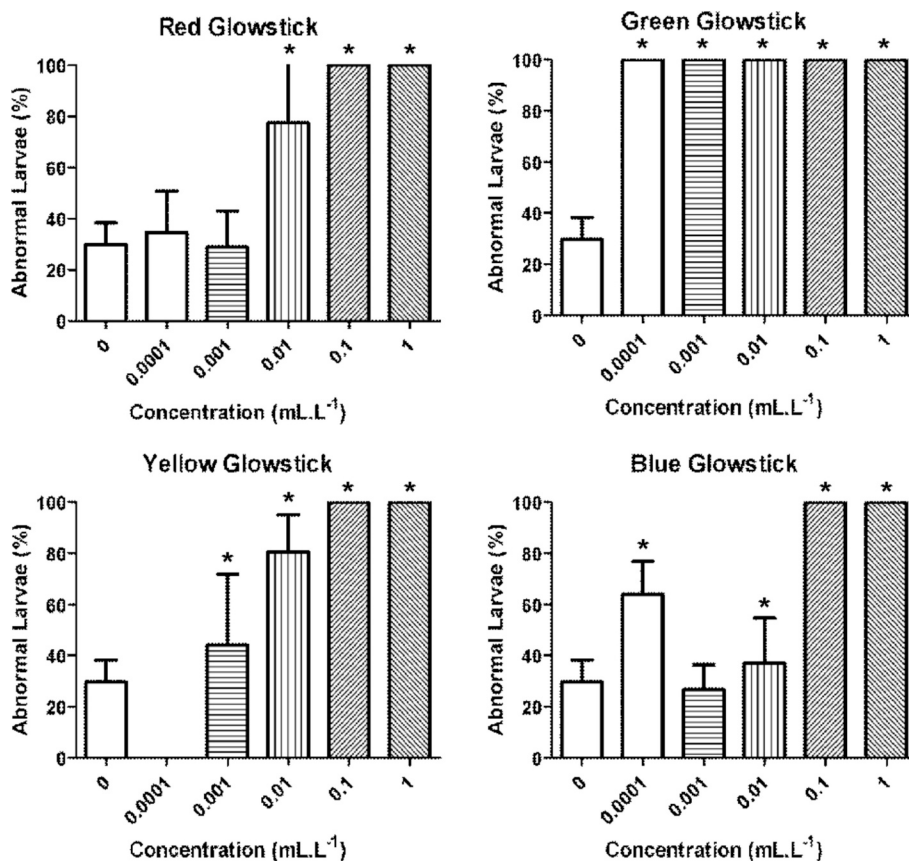 Red Glowstick
Abnormal Larvae (%)
100
80
60
40
20
0
* * *
0 0.0001 0.001 0.01 0.1 1
Concentration (mL.L⁻¹)
Green Glowstick
Abnormal Larvae (%)
100
80
60
40
20
0
* * * * *
0 0.0001 0.001 0.01 0.1 1
Concentration (mL.L⁻¹)
Yellow Glowstick
Abnormal Larvae (%)
100
80
60
40
20
0
* * * *
0 0.0001 0.001 0.01 0.1 1
Concentration (mL.L⁻¹)
Blue Glowstick
Abnormal Larvae (%)
100
80
60
40
20
0
* * * *
0 0.0001 0.001 0.01 0.1 1
Concentration (mL.L⁻¹)